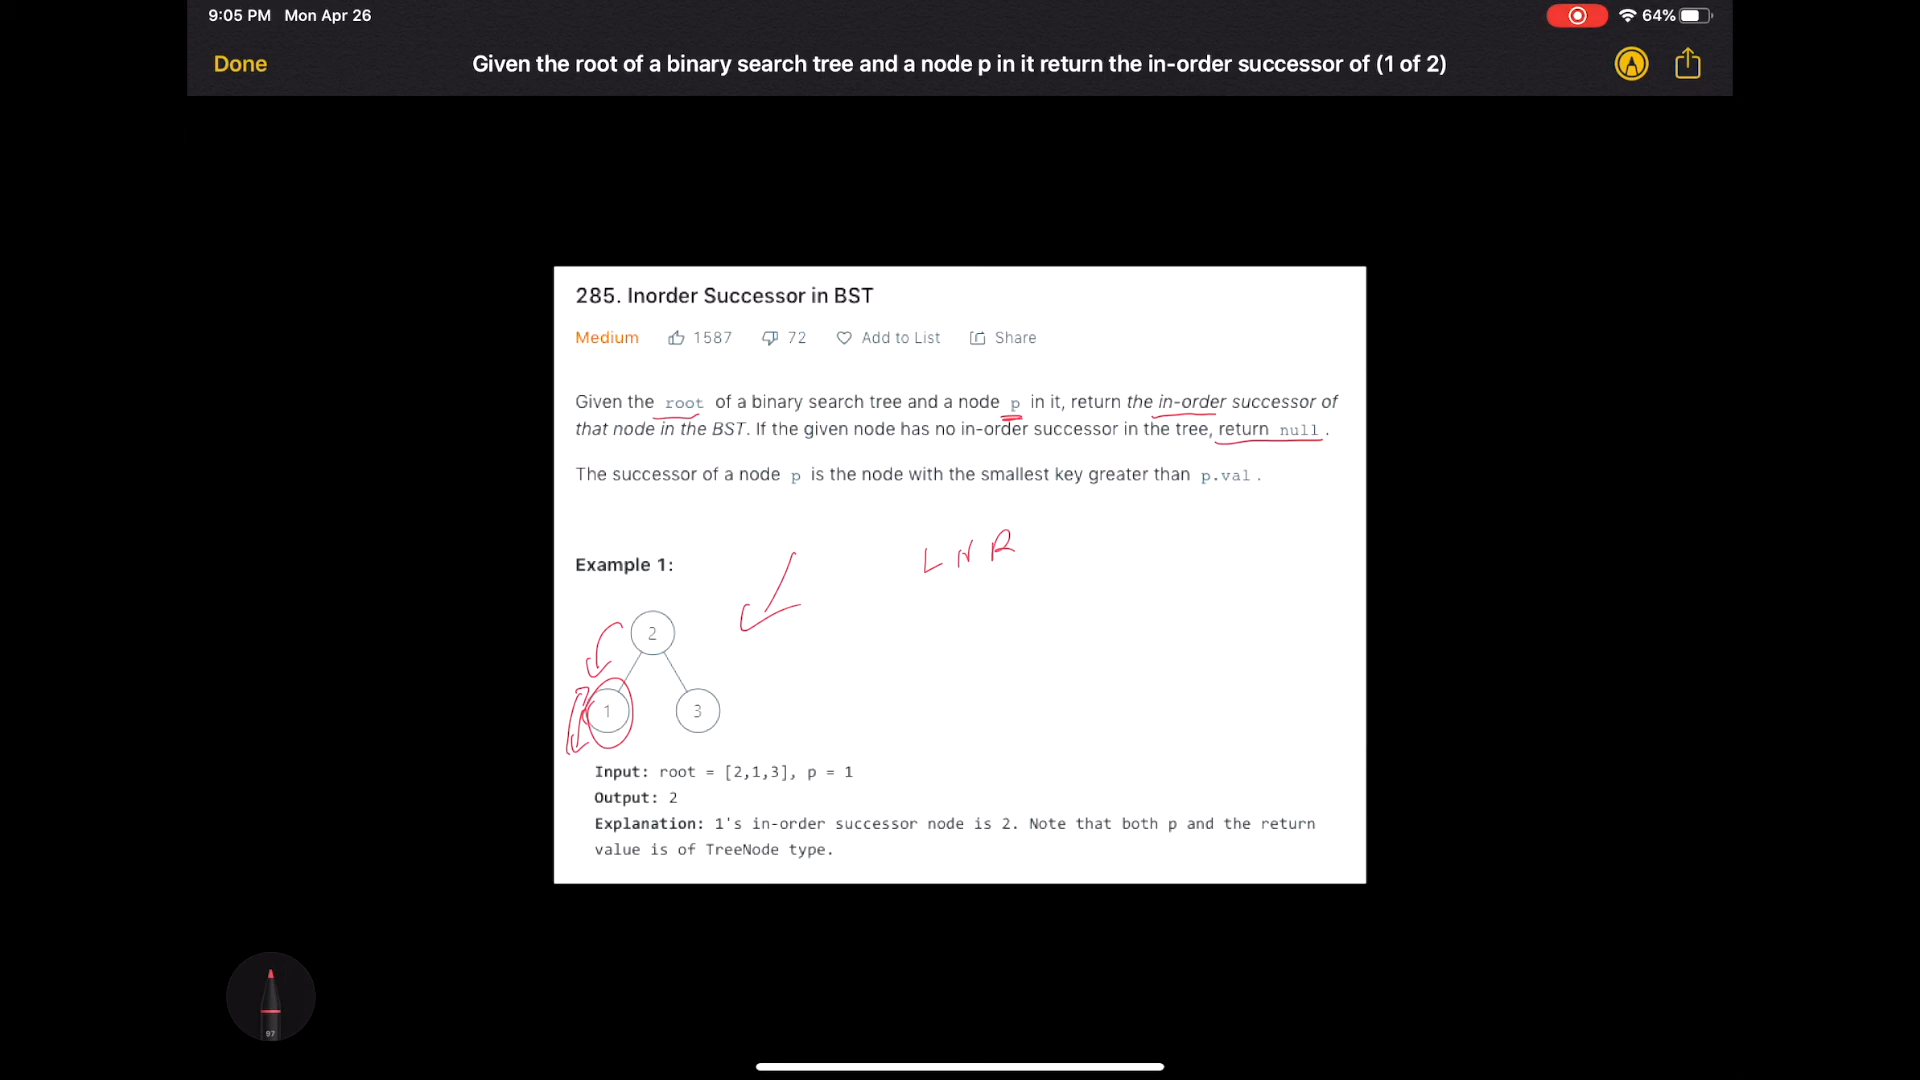 9:05 PM Mon Apr 26
64%
Done
Given the root of a binary search tree and a node p in it return the in-order successor of (1 of 2)
285. Inorder Successor in BST
Medium 1587 72 Add to List Share
Given the root of a binary search tree and a node p in it, return the in-order successor of
that node in the BST. If the given node has no in-order successor in the tree, return null.
The successor of a node p is the node with the smallest key greater than p.val.
L N R
Example 1:
2
1 3
Input: root = [2,1,3], p = 1
Output: 2
Explanation: 1's in-order successor node is 2. Note that both p and the return
value is of TreeNode type.
97